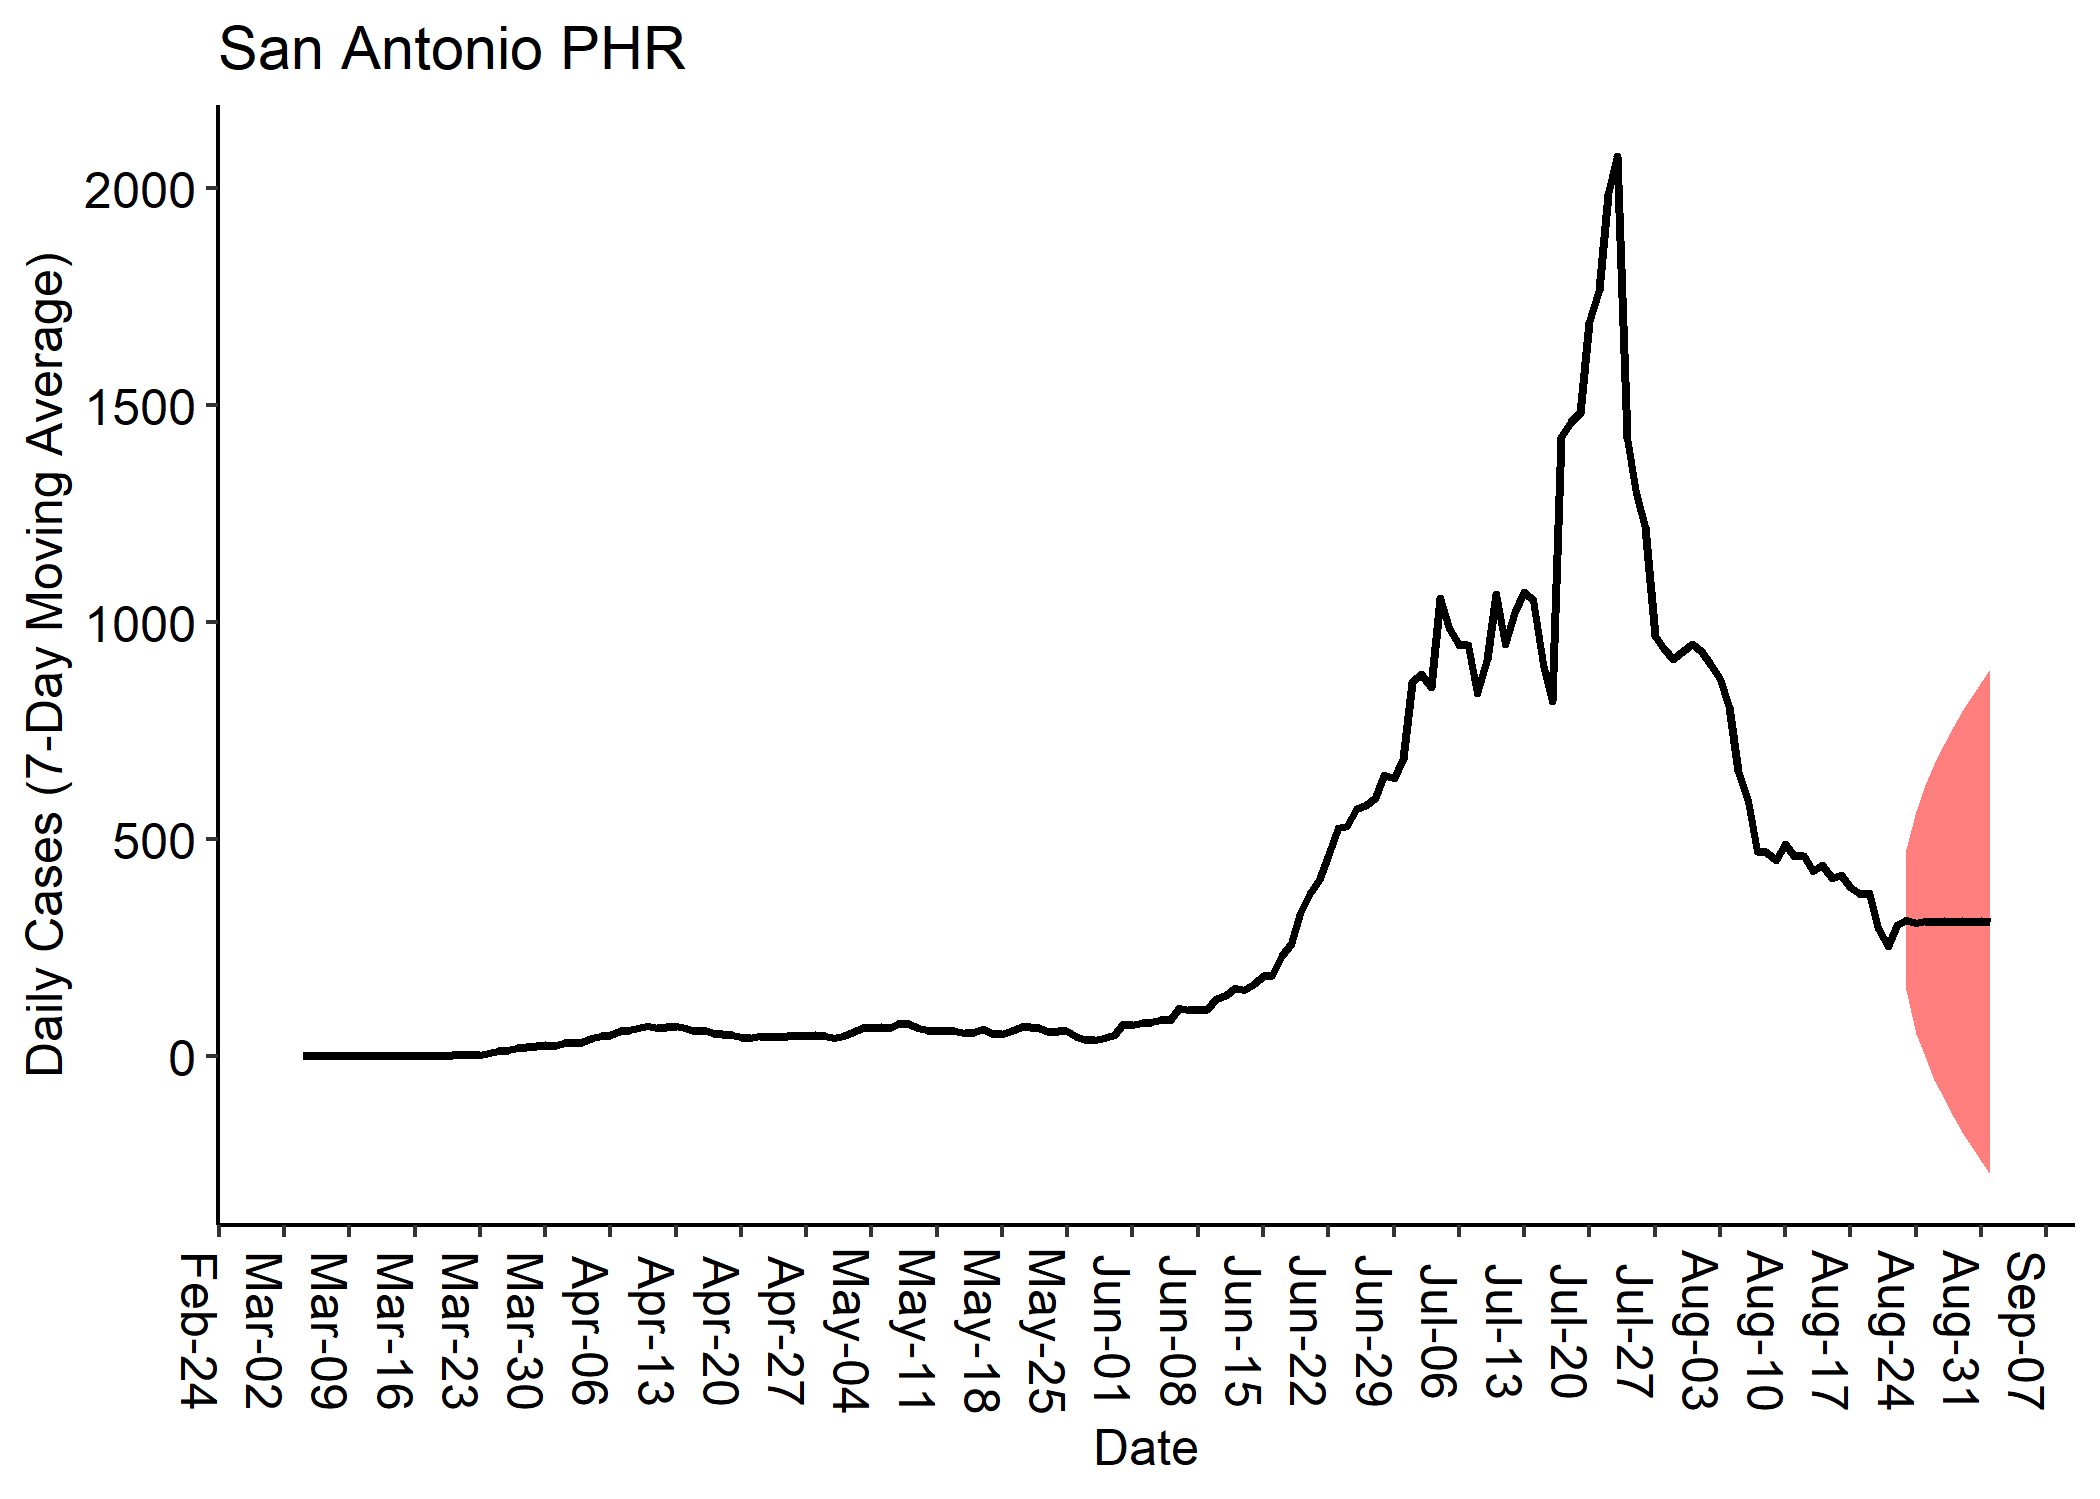 San Antonio PHR
Daily Cases (7-Day Moving Average)
2000
1500
1000
500
0
Feb-24
Mar-02
Mar-09
Mar-16
Mar-23
Mar-30
Apr-06
Apr-13
Apr-20
Apr-27
May-04
May-11
May-18
May-25
Jun-01
Jun-08
Jun-15
Jun-22
Jun-29
Jul-06
Jul-13
Jul-20
Jul-27
Aug-03
Aug-10
Aug-17
Aug-24
Aug-31
Sep-07
Date